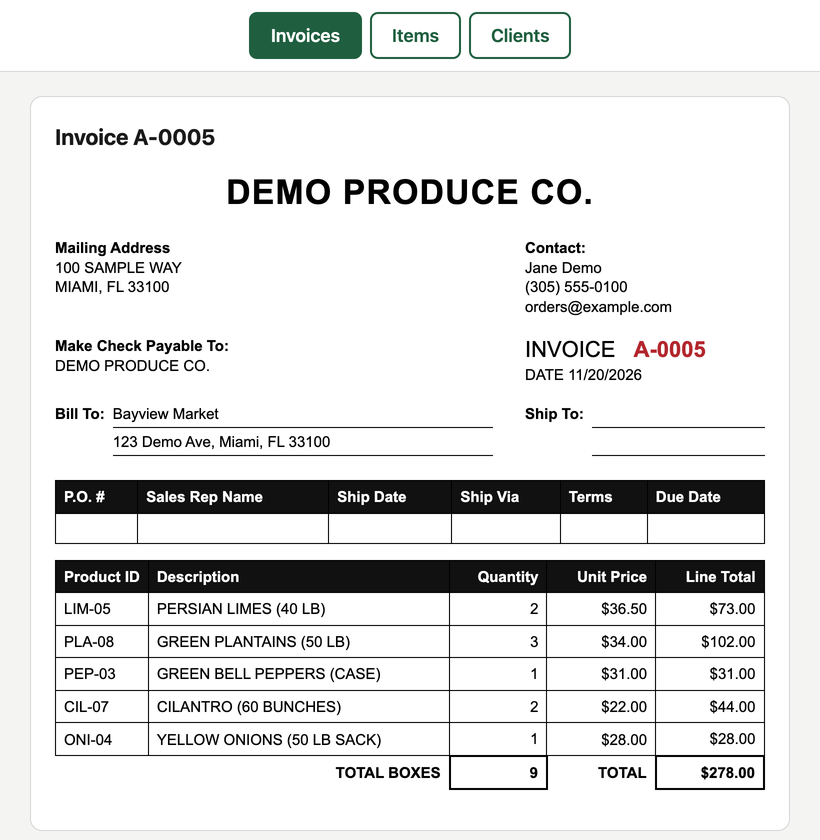 Invoices Items Clients
Invoice A-0005
DEMO PRODUCE CO.
Mailing Address
100 SAMPLE WAY
MIAMI, FL 33100
Contact:
Jane Demo
(305) 555-0100
orders@example.com
Make Check Payable To:
DEMO PRODUCE CO.
INVOICE A-0005
DATE 11/20/2026
Bill To: Bayview Market
123 Demo Ave, Miami, FL 33100
Ship To:
P.O. # Sales Rep Name Ship Date Ship Via Terms Due Date
Product ID Description Quantity Unit Price Line Total
LIM-05 PERSIAN LIMES (40 LB) 2 $36.50 $73.00
PLA-08 GREEN PLANTAINS (50 LB) 3 $34.00 $102.00
PEP-03 GREEN BELL PEPPERS (CASE) 1 $31.00 $31.00
CIL-07 CILANTRO (60 BUNCHES) 2 $22.00 $44.00
ONI-04 YELLOW ONIONS (50 LB SACK) 1 $28.00 $28.00
TOTAL BOXES 9 TOTAL $278.00